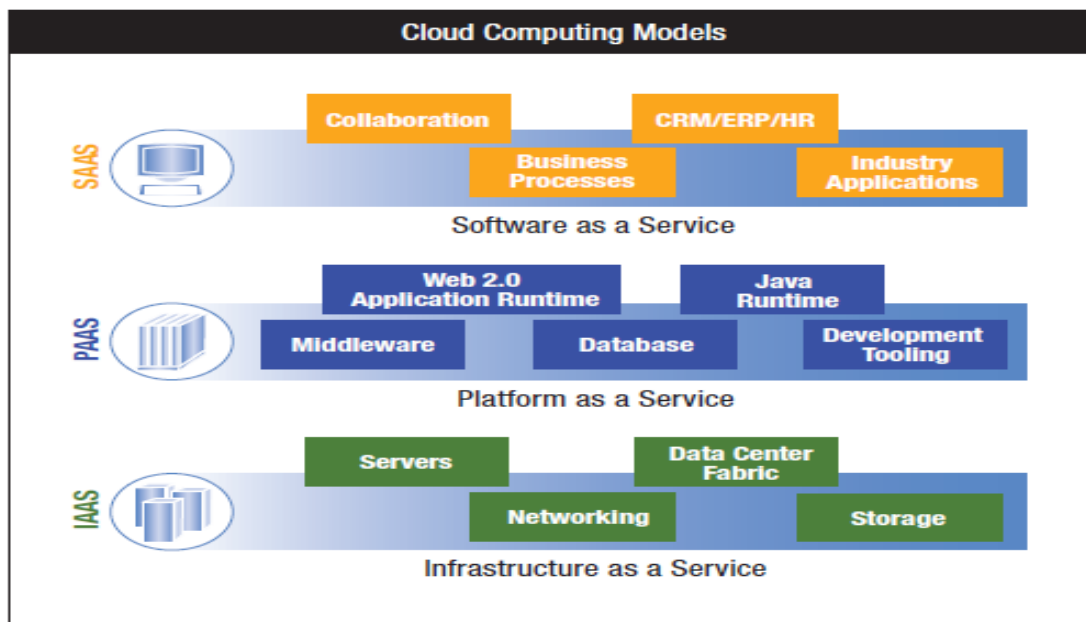 Cloud Computing Models
SAAS
Collaboration
CRM/ERP/HR
Business
Processes
Industry
Applications
Software as a Service
PAAS
Web 2.0
Application Runtime
Java
Runtime
Middleware
Database
Development
Tooling
Platform as a Service
IAAS
Servers
Data Center
Fabric
Networking
Storage
Infrastructure as a Service